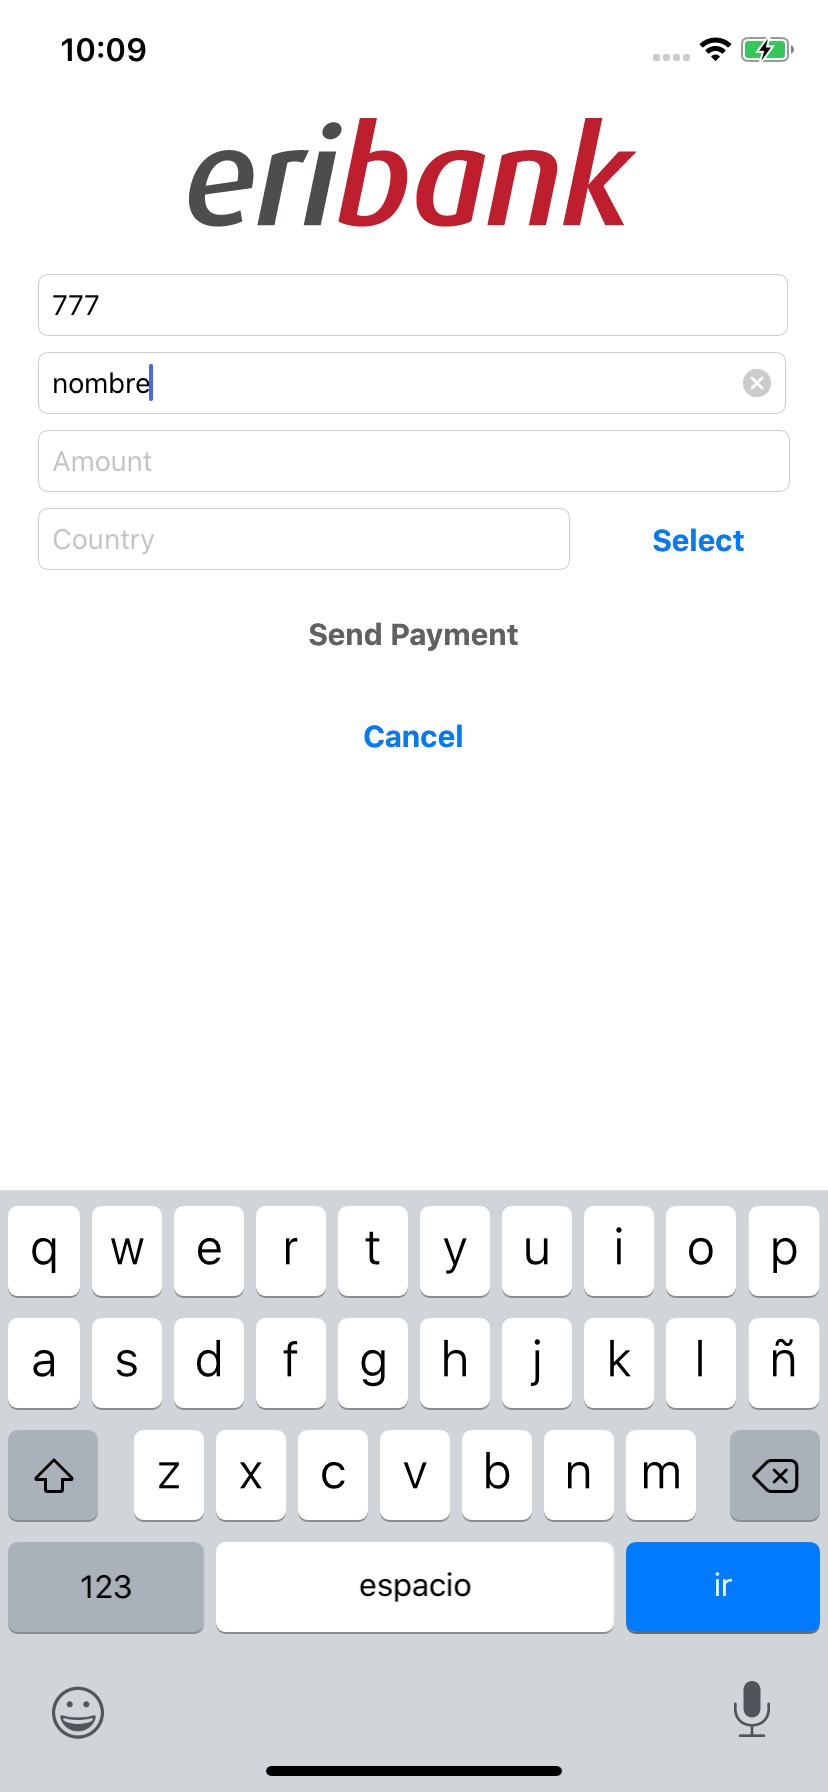 10:09
eribank
777
nombre
Amount
Country
Select
Send Payment
Cancel
q w e r t y u i o p
a s d f g h j k l ñ
z x c v b n m
123 espacio ir